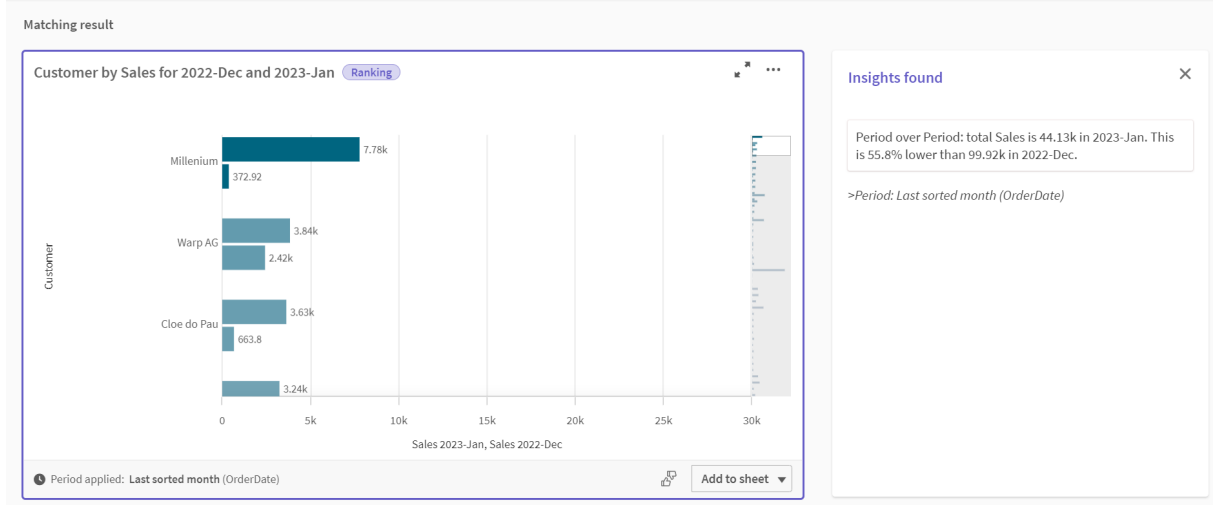 Matching result
Customer by Sales for 2022-Dec and 2023-Jan
Ranking
Customer
Millenium
7.78k
372.92
Warp AG
3.84k
2.42k
Cloe do Pau
3.63k
663.8
3.24k
0 5k 10k 15k 20k 25k 30k
Sales 2023-Jan, Sales 2022-Dec
Period applied: Last sorted month (OrderDate)
Add to sheet
Insights found
Period over Period: total Sales is 44.13k in 2023-Jan. This
is 55.8% lower than 99.92k in 2022-Dec.
>Period: Last sorted month (OrderDate)